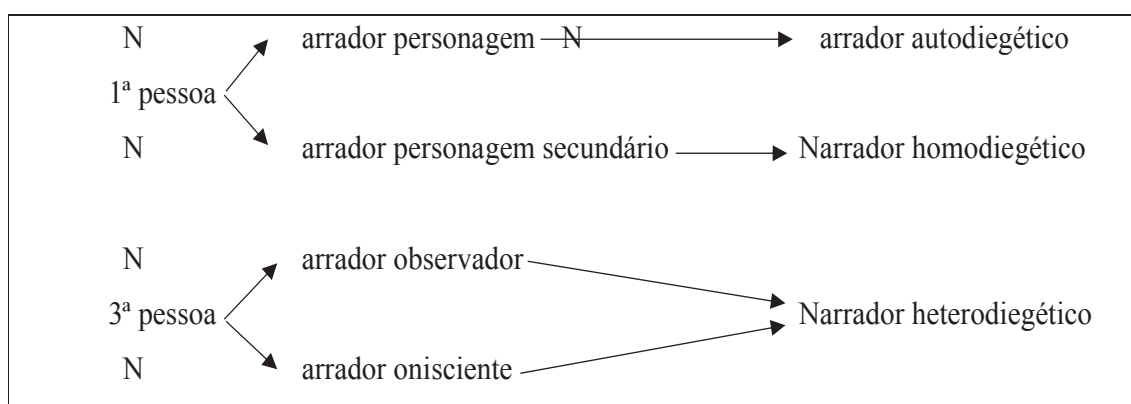 N arrador personagem N arrador autodiegético
1ª pessoa
N arrador personagem secundário Narrador homodiegético
N arrador observador
3ª pessoa Narrador heterodiegético
N arrador onisciente